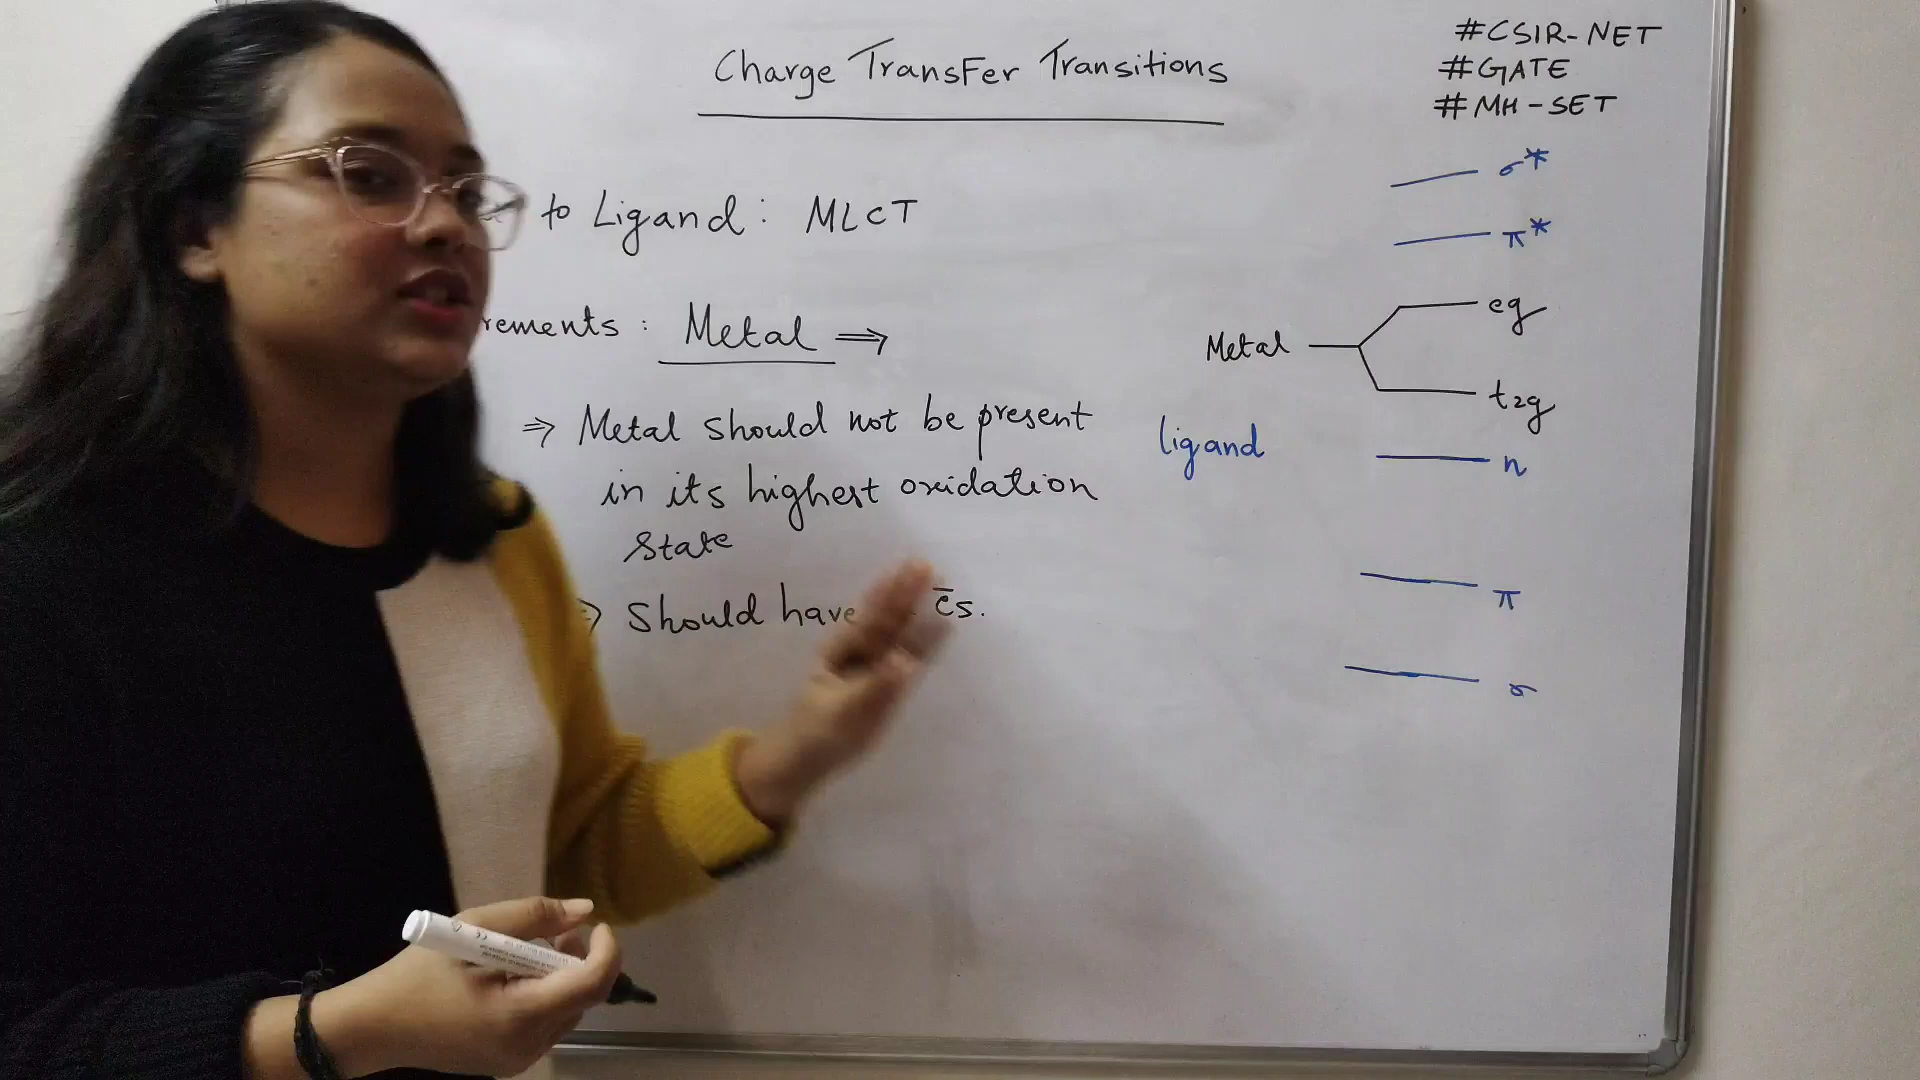 Charge Transfer Transitions
#CSIR-NET
#GATE
#MH-SET
to Ligand: MLCT
rements: Metal ⇒
⇒ Metal should not be present
in its highest oxidation
state
⇒ Should have e̅s.
σ*
π*
Metal
eg
t2g
ligand
n
π
σ